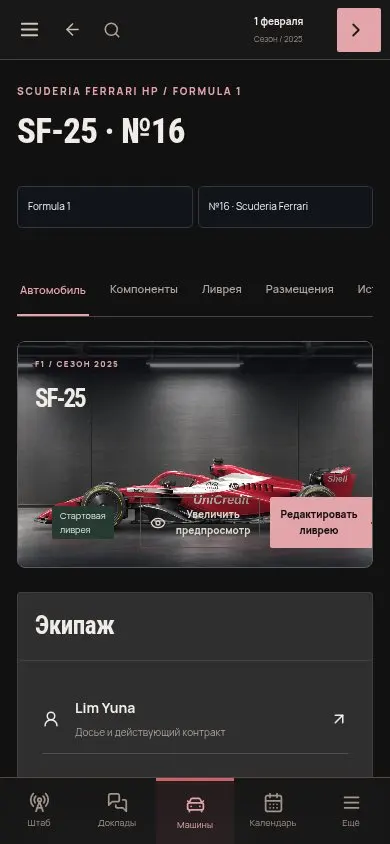 1 февраля
Сезон / 2025
SCUDERIA FERRARI HP / FORMULA 1
SF-25 · №16
Formula 1
№16 · Scuderia Ferrari
Автомобиль Компоненты Ливрея Размещения Ист
F1 / СЕЗОН 2025
SF-25
Shell
UniCredit
Стартовая
ливрея
Увеличить
предпросмотр
Редактировать
ливрею
Экипаж
Lim Yuna
Досье и действующий контракт
Штаб Доклады Машины Календарь Ещё